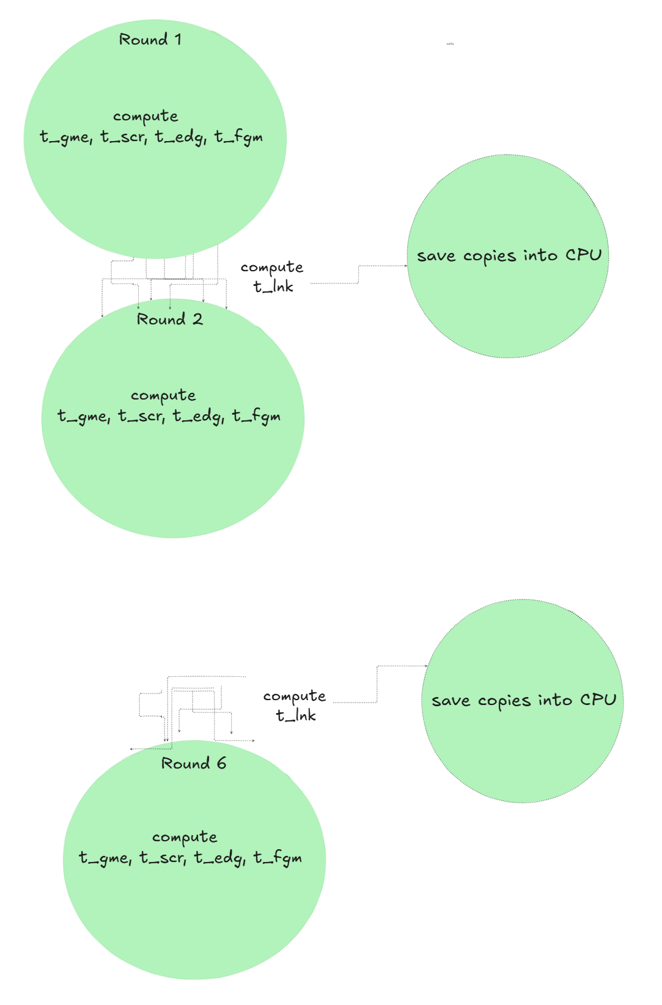 Round 1
compute
t_gme, t_scr, t_edg, t_fgm
compute
t_lnk
save copies into CPU
Round 2
compute
t_gme, t_scr, t_edg, t_fgm
compute
t_lnk
save copies into CPU
Round 6
compute
t_gme, t_scr, t_edg, t_fgm